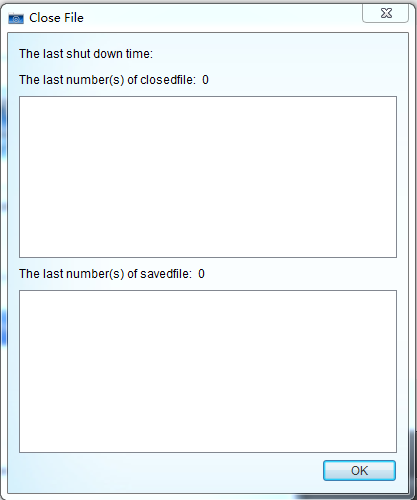 Close File
The last shut down time:
The last number(s) of closedfile: 0
The last number(s) of savedfile: 0
OK